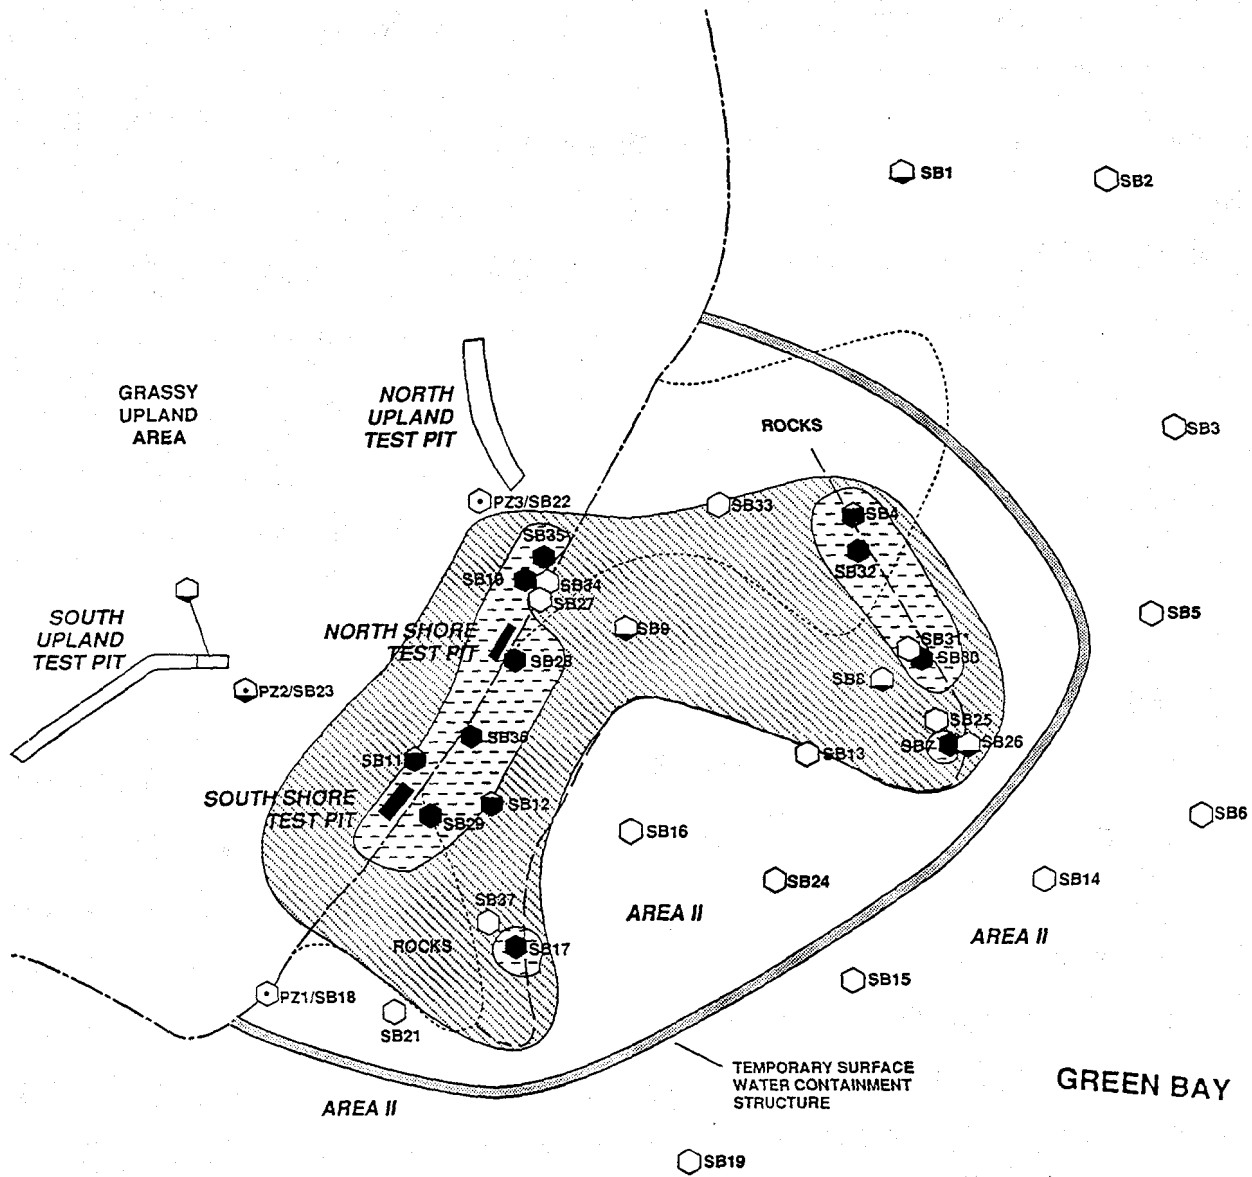 SB1
SB2
GRASSY
UPLAND
AREA
NORTH
UPLAND
TEST PIT
ROCKS
SB3
PZ3/SB22
SB33
SB4
SB35
SB32
SB10
SB34
SB27
SOUTH
UPLAND
TEST PIT
NORTH SHORE
TEST PIT
SB9
SB5
SB31
SB30
SB28
SB8
PZ2/SB23
SB25
SB36
SB7
SB26
SB11
SB13
SOUTH SHORE
TEST PIT
SB12
SB29
SB16
SB6
SB24
SB14
SB37
AREA II
AREA II
ROCKS
SB17
SB15
PZ1/SB18
SB21
TEMPORARY SURFACE
WATER CONTAINMENT
STRUCTURE
GREEN BAY
AREA II
SB19